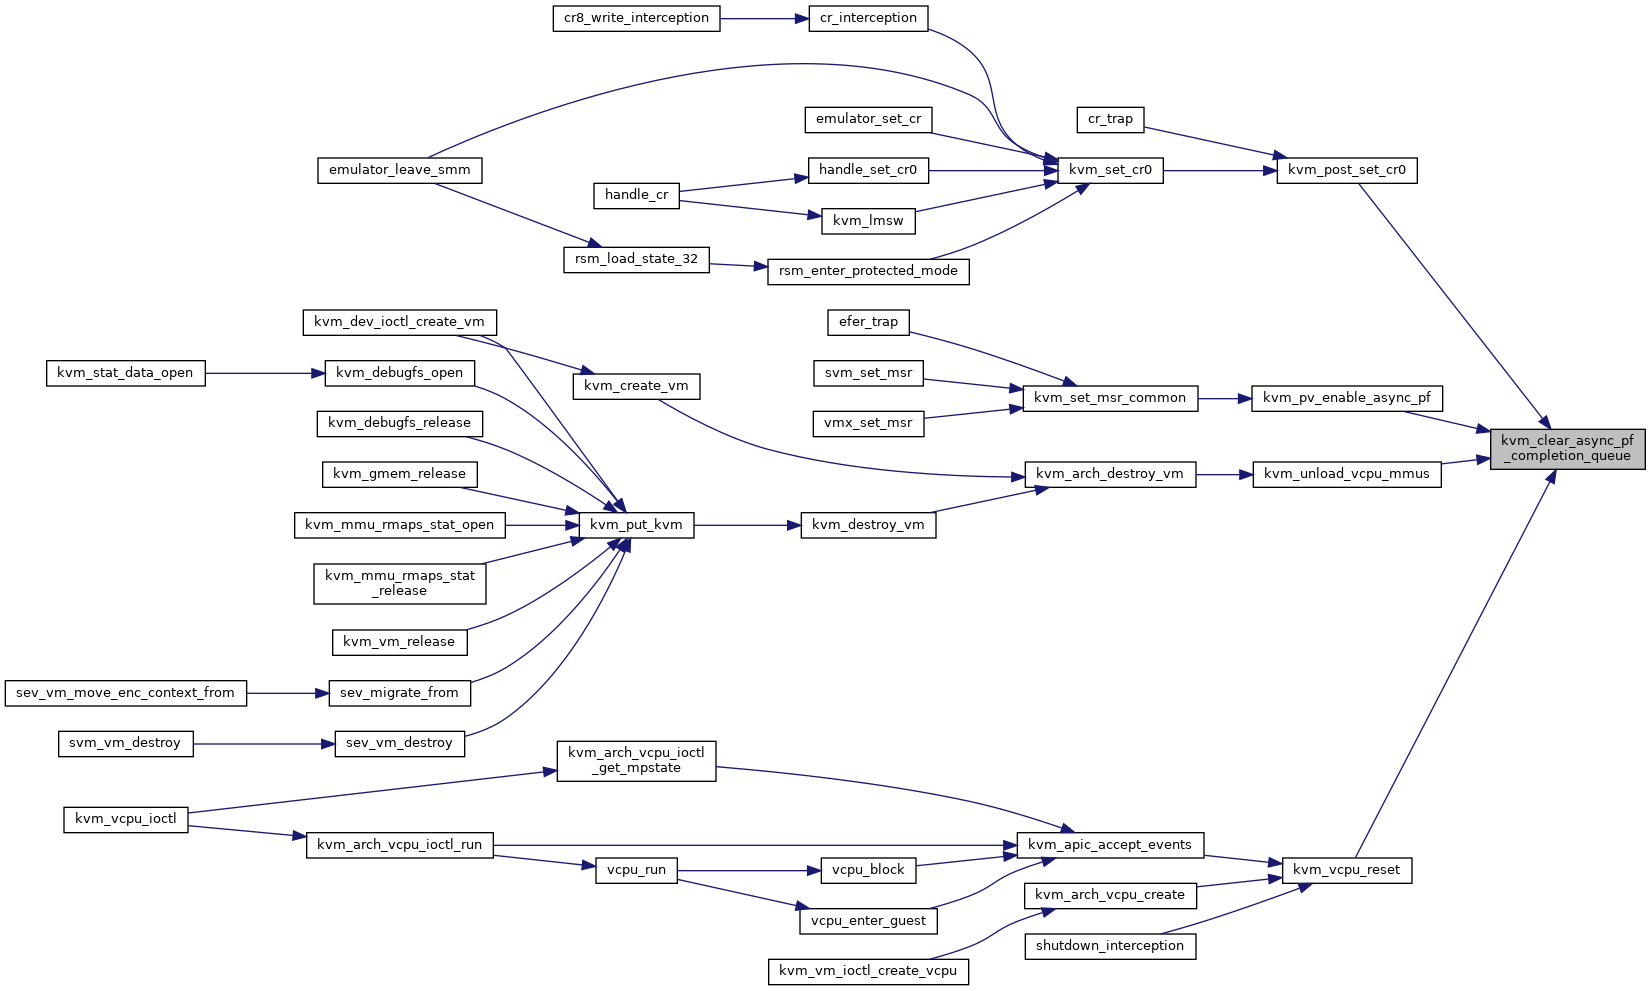 cr8_write_interception
cr_interception
emulator_set_cr
cr_trap
emulator_leave_smm
handle_set_cr0
kvm_set_cr0
kvm_post_set_cr0
handle_cr
kvm_lmsw
rsm_load_state_32
rsm_enter_protected_mode
kvm_dev_ioctl_create_vm
efer_trap
kvm_stat_data_open
kvm_debugfs_open
kvm_create_vm
svm_set_msr
kvm_set_msr_common
kvm_pv_enable_async_pf
kvm_debugfs_release
vmx_set_msr
kvm_clear_async_pf
_completion_queue
kvm_gmem_release
kvm_arch_destroy_vm
kvm_unload_vcpu_mmus
kvm_mmu_rmaps_stat_open
kvm_put_kvm
kvm_destroy_vm
kvm_mmu_rmaps_stat
_release
kvm_vm_release
sev_vm_move_enc_context_from
sev_migrate_from
svm_vm_destroy
sev_vm_destroy
kvm_arch_vcpu_ioctl
_get_mpstate
kvm_vcpu_ioctl
kvm_arch_vcpu_ioctl_run
kvm_apic_accept_events
vcpu_run
vcpu_block
kvm_vcpu_reset
kvm_arch_vcpu_create
vcpu_enter_guest
shutdown_interception
kvm_vm_ioctl_create_vcpu